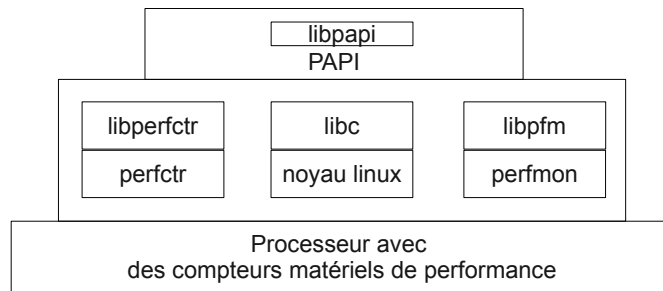 libpapi
PAPI
libperfctr libc libpfm
perfctr noyau linux perfmon
Processeur avec
des compteurs matériels de performance